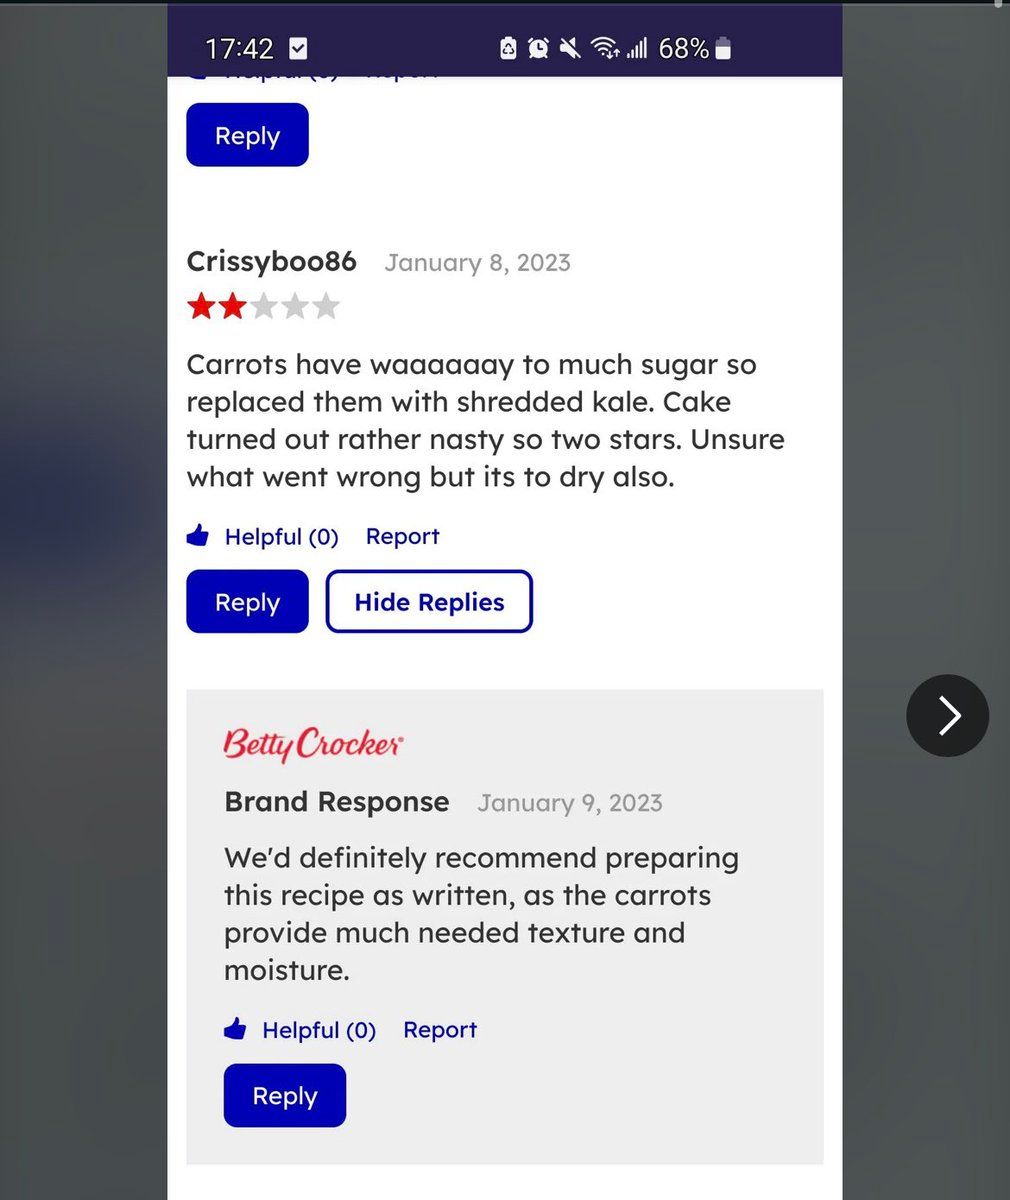 17:42 68%
Helpful (0) Report
Reply
Crissyboo86 January 8, 2023
Carrots have waaaaaay to much sugar so
replaced them with shredded kale. Cake
turned out rather nasty so two stars. Unsure
what went wrong but its to dry also.
Helpful (0) Report
Reply Hide Replies
Betty Crocker
Brand Response January 9, 2023
We'd definitely recommend preparing
this recipe as written, as the carrots
provide much needed texture and
moisture.
Helpful (0) Report
Reply